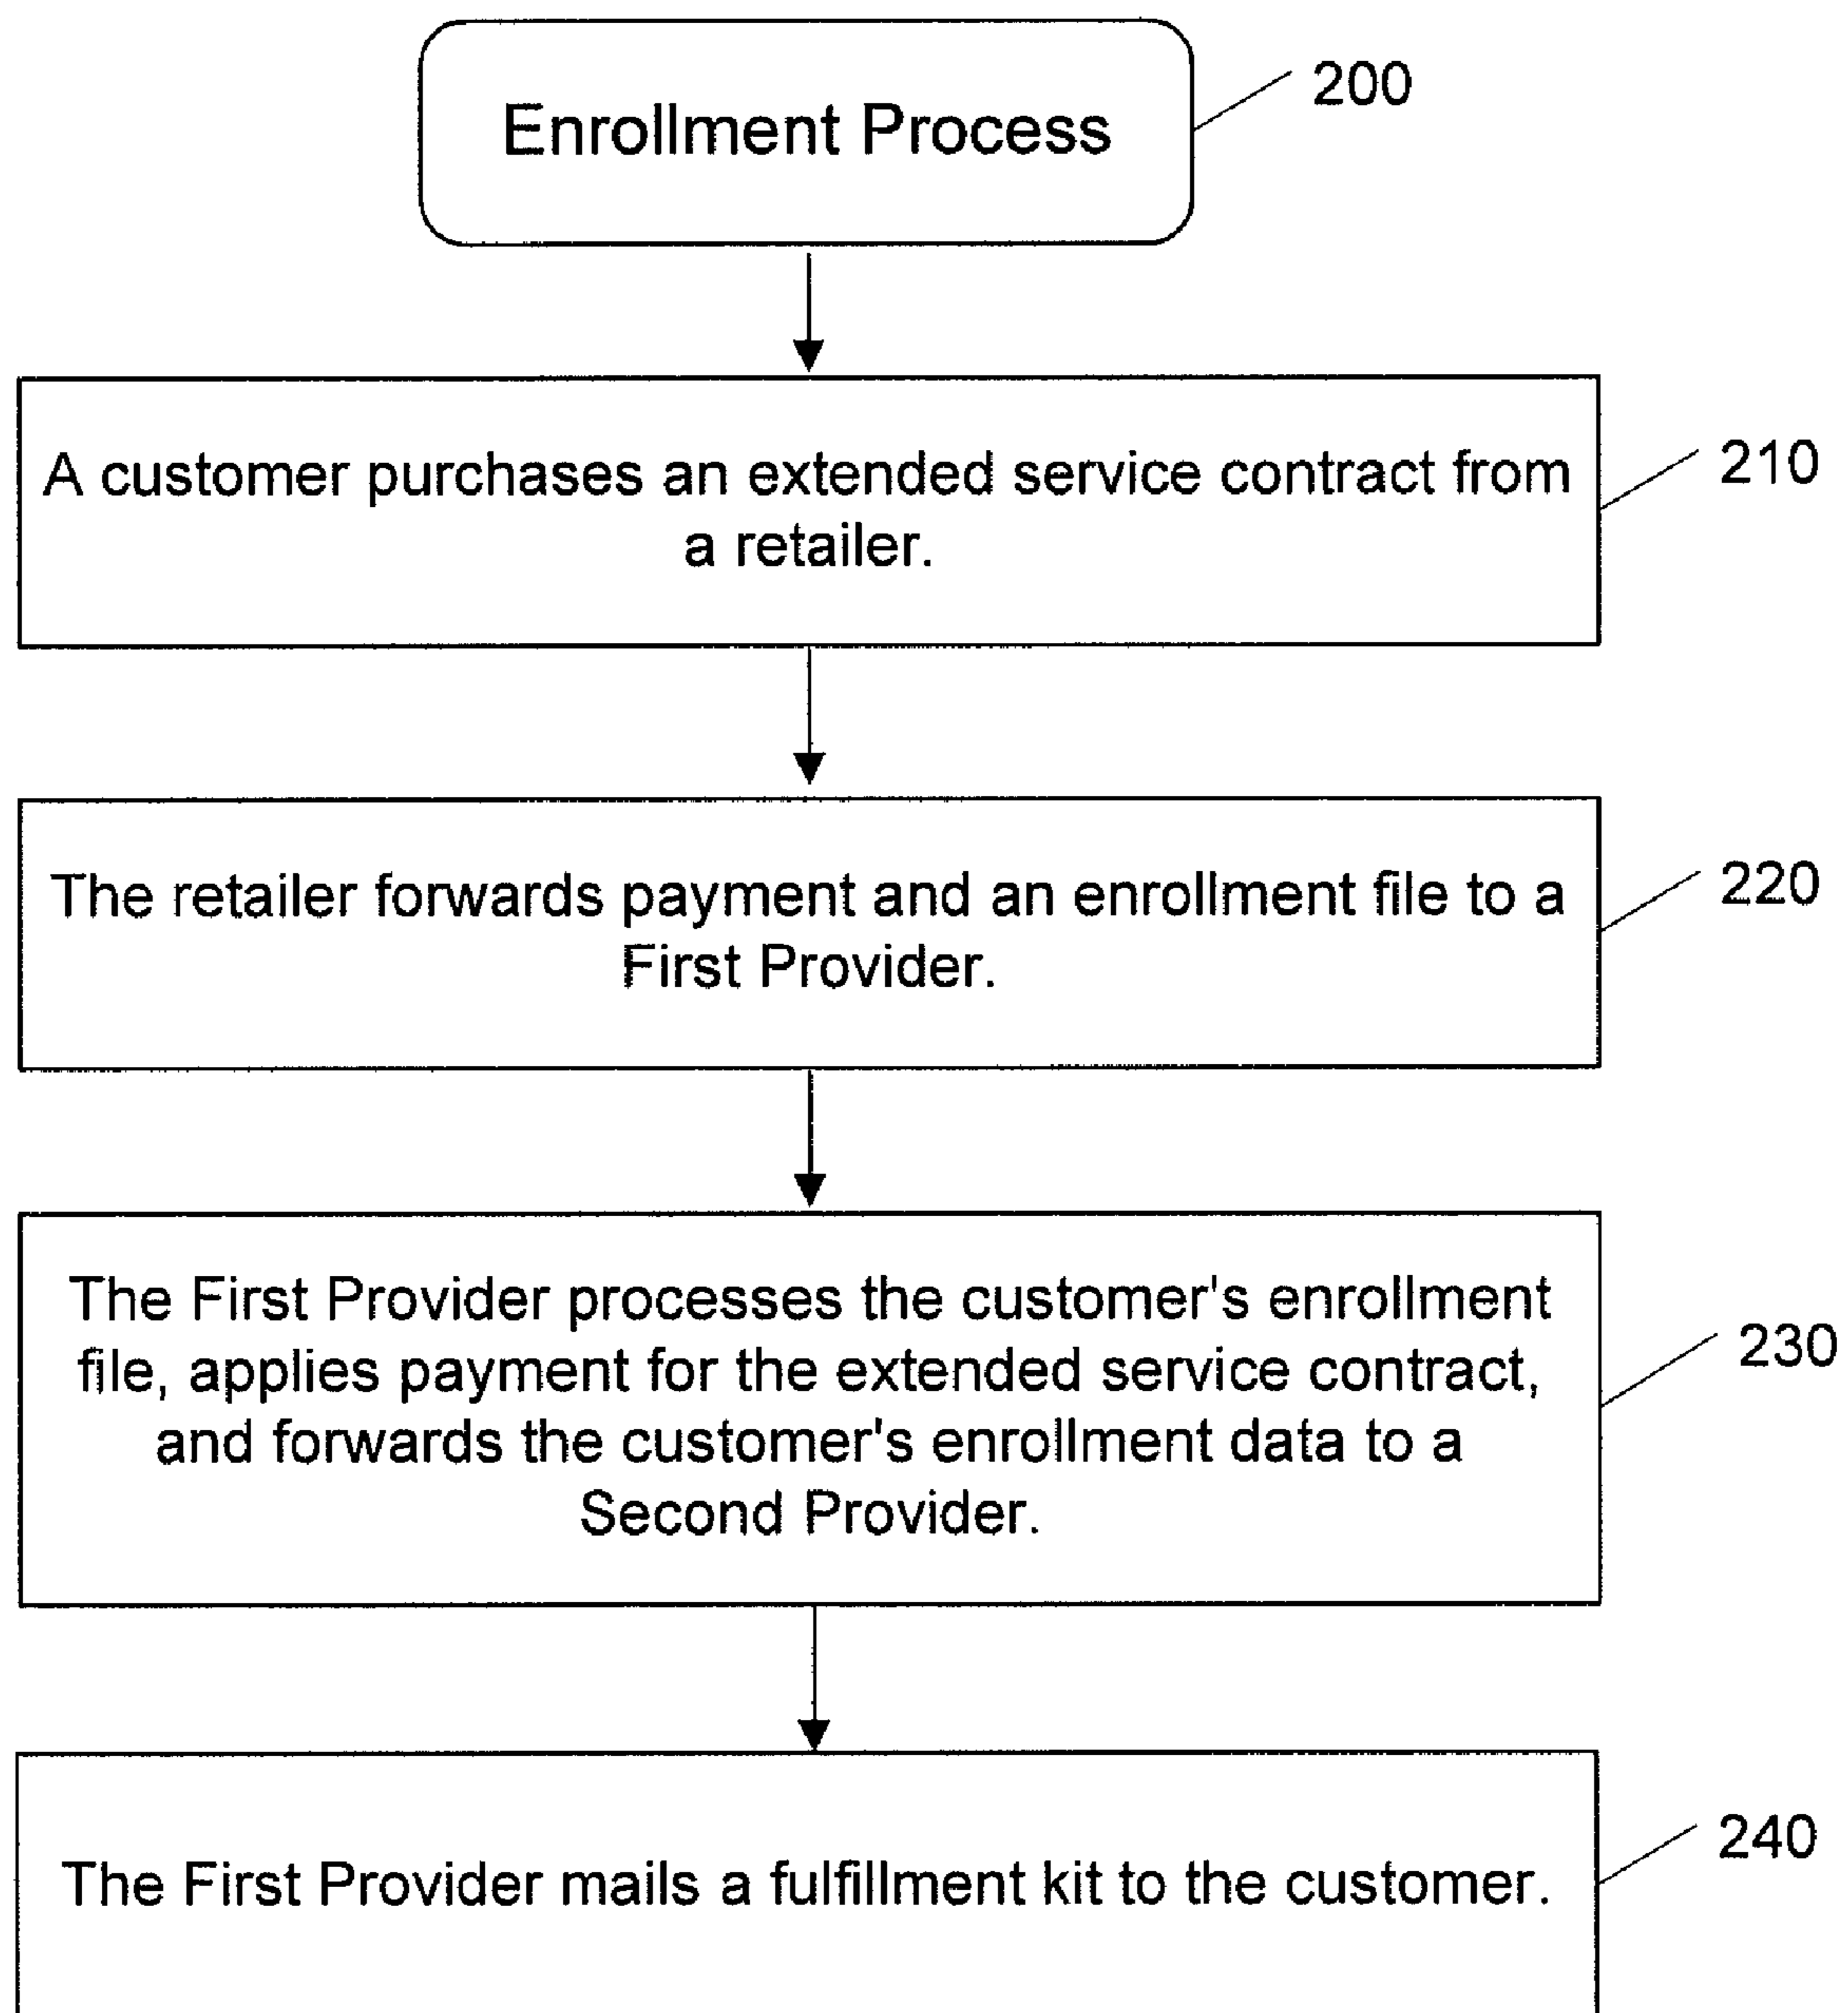 Enrollment Process
200
A customer purchases an extended service contract from
a retailer.
210
The retailer forwards payment and an enrollment file to a
First Provider.
220
The First Provider processes the customer's enrollment
file, applies payment for the extended service contract,
and forwards the customer's enrollment data to a
Second Provider.
230
The First Provider mails a fulfillment kit to the customer.
240